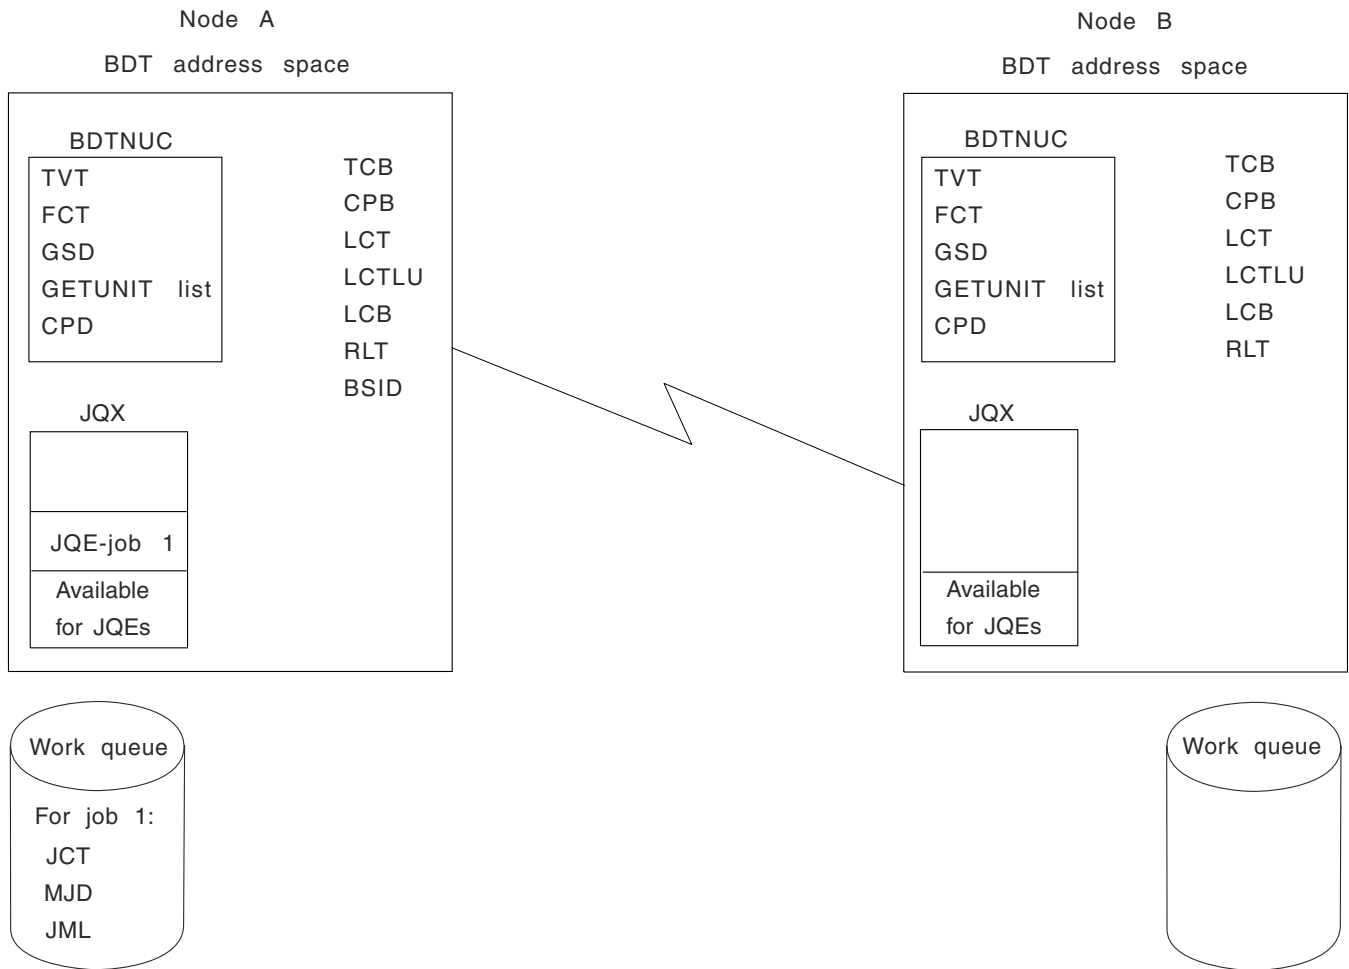 Node A
BDT address space
BDTNUC
TVT
FCT
GSD
GETUNIT list
CPD
TCB
CPB
LCT
LCTLU
LCB
RLT
BSID
JQX
JQE-job 1
Available
for JQEs
Work queue
For job 1:
JCT
MJD
JML
Node B
BDT address space
BDTNUC
TVT
FCT
GSD
GETUNIT list
CPD
TCB
CPB
LCT
LCTLU
LCB
RLT
JQX
Available
for JQEs
Work queue